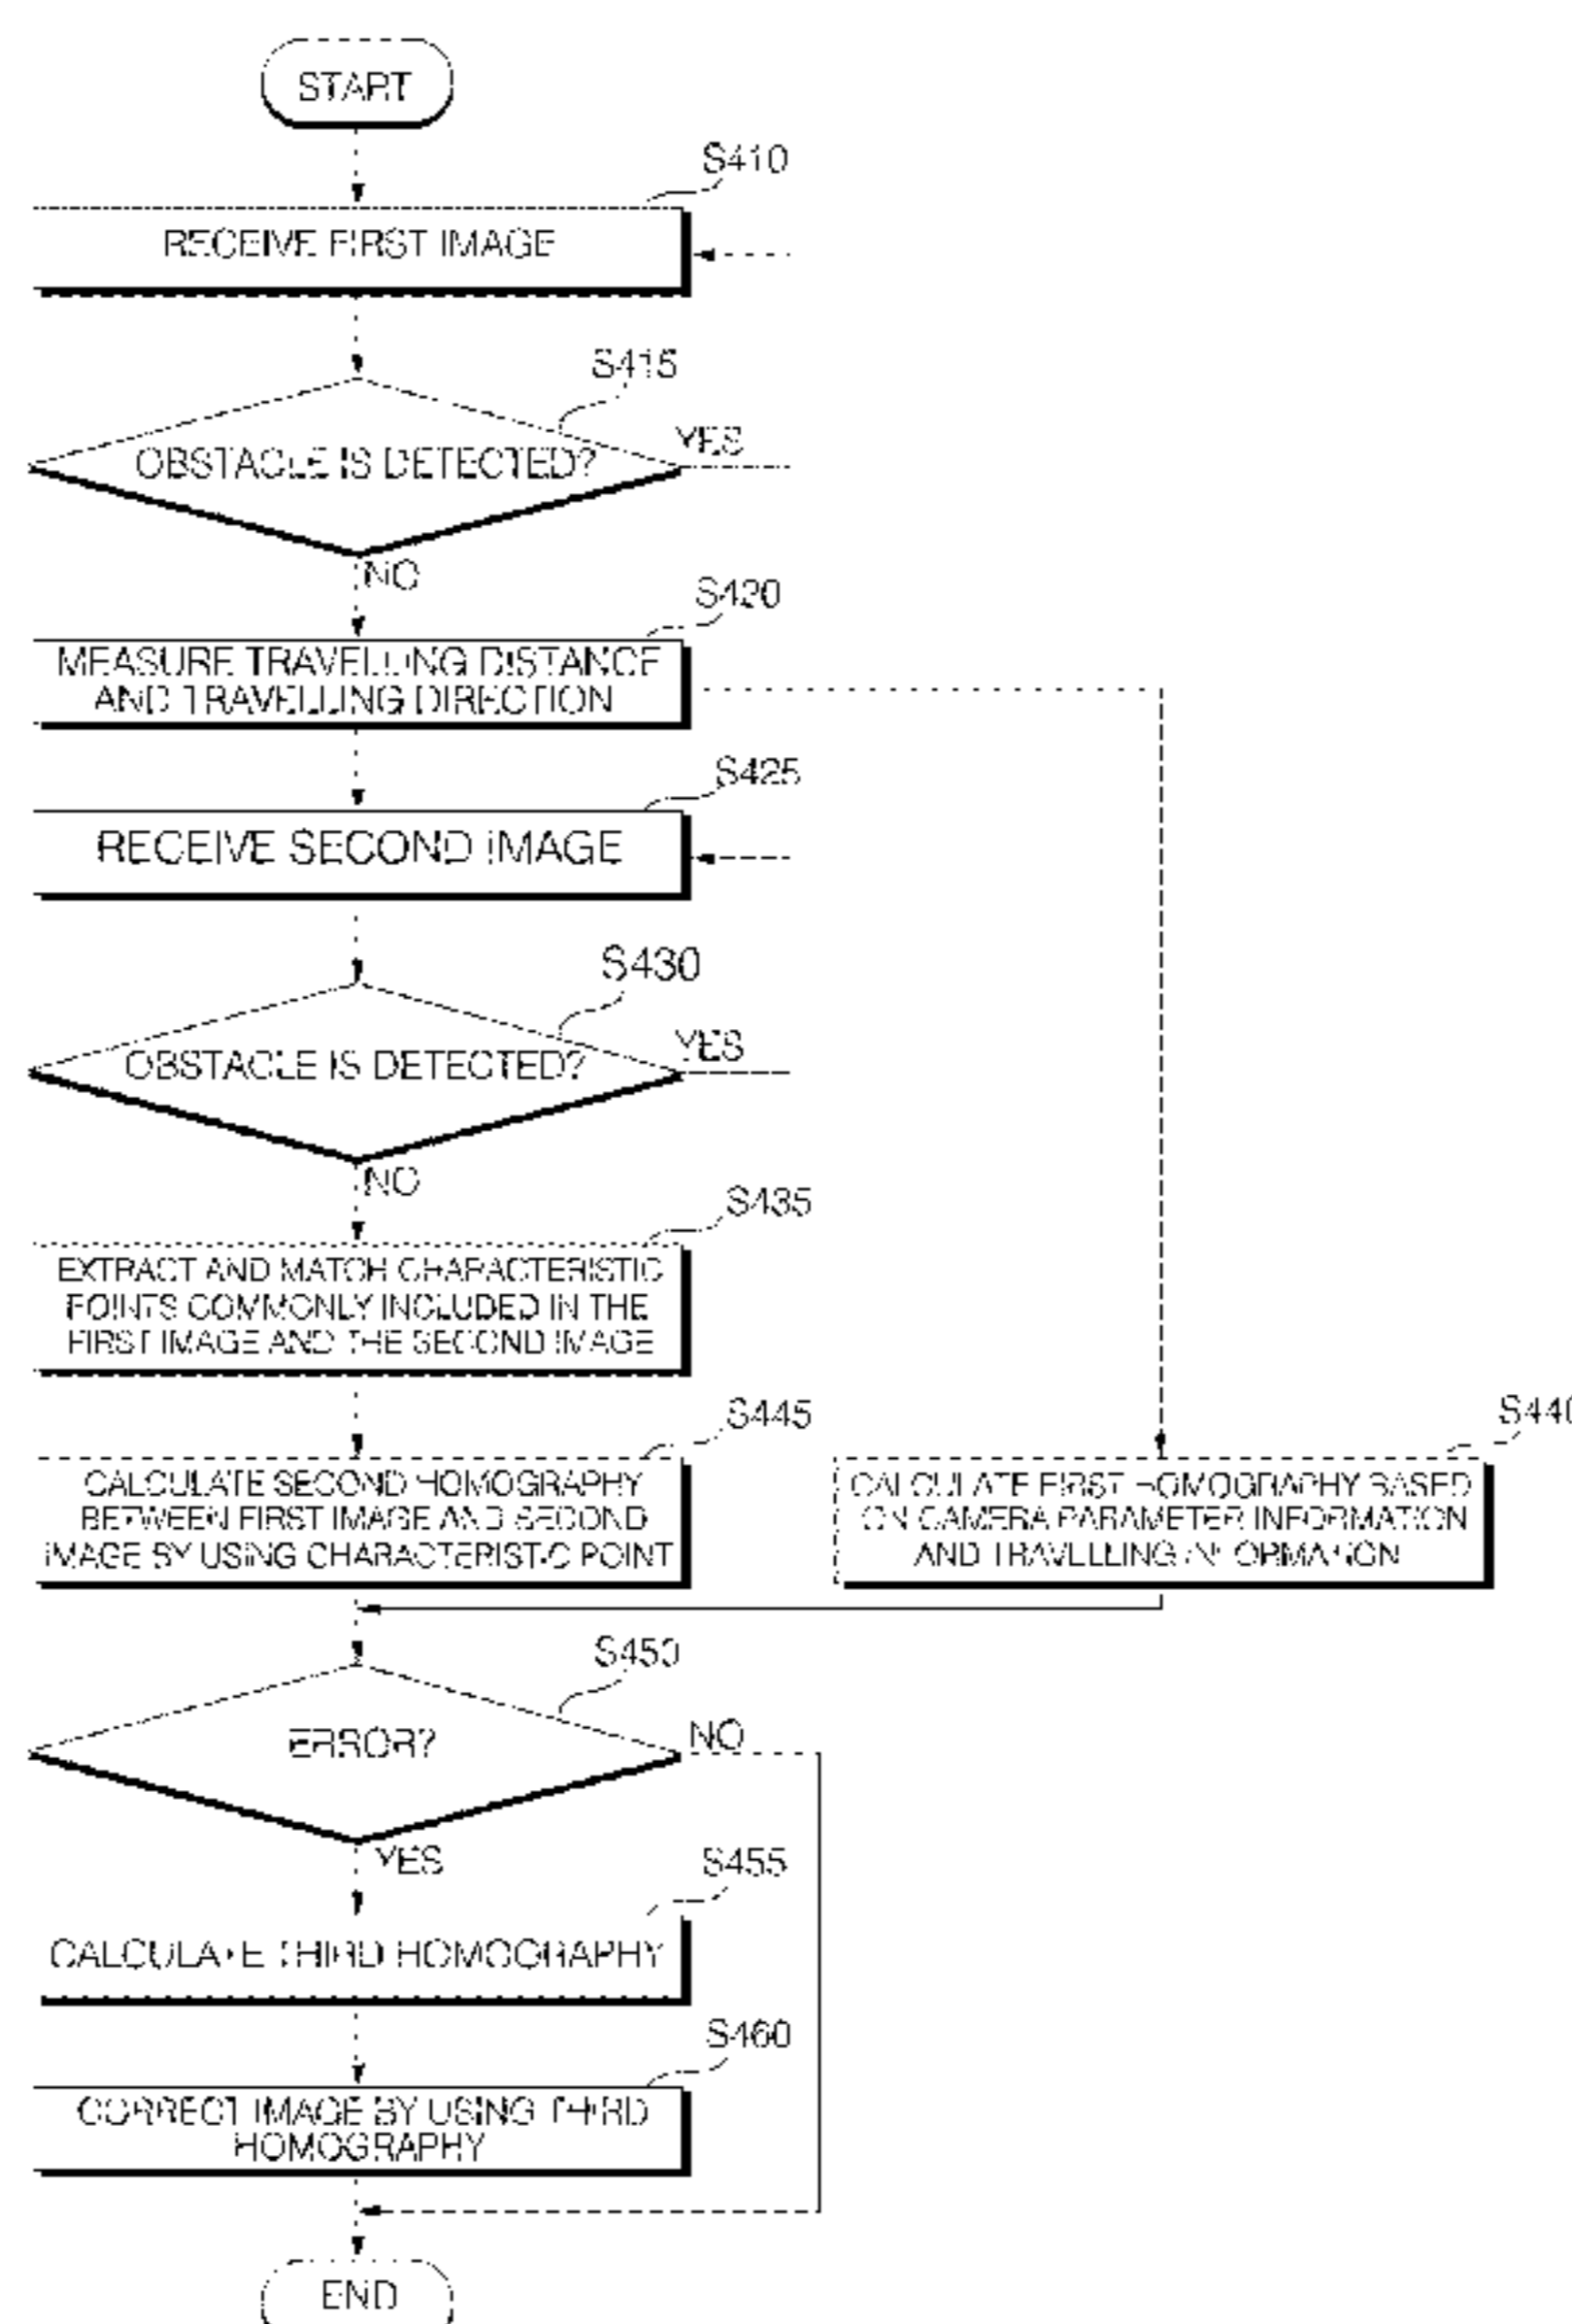 START
S410
RECEIVE FIRST IMAGE
S415
OBSTACLE IS DETECTED?
YES
NO
S420
MEASURE TRAVELLING DISTANCE
AND TRAVELLING DIRECTION
S425
RECEIVE SECOND IMAGE
S430
OBSTACLE IS DETECTED?
YES
NO
S435
EXTRACT AND MATCH CHARACTERISTIC
POINTS COMMONLY INCLUDED IN THE
FIRST IMAGE AND THE SECOND IMAGE
S445
CALCULATE SECOND HOMOGRAPHY
BETWEEN FIRST IMAGE AND SECOND
IMAGE BY USING CHARACTERISTIC POINT
S440
CALCULATE FIRST HOMOGRAPHY BASED
ON CAMERA PARAMETER INFORMATION
AND TRAVELLING INFORMATION
S450
ERROR?
NO
YES
S455
CALCULATE THIRD HOMOGRAPHY
S460
CORRECT IMAGE BY USING THIRD
HOMOGRAPHY
END